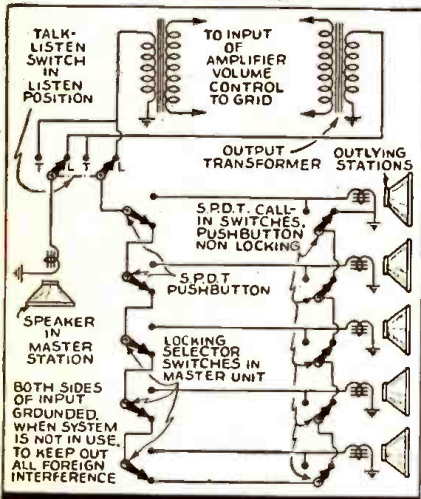 TALK-
LISTEN
SWITCH
IN
LISTEN
POSITION
TO INPUT
OF
AMPLIFIER
VOLUME
CONTROL
TO GRID
OUTPUT
TRANSFORMER
OUTLYING
STATIONS
T L T L
S.P.D.T. CALL-
IN SWITCHES,
PUSHBUTTON
NON LOCKING
S.P.D.T.
PUSHBUTTON
SPEAKER
IN
MASTER
STATION
LOCKING
SELECTOR
SWITCHES IN
MASTER UNIT
BOTH SIDES
OF INPUT
GROUNDED,
WHEN SYSTEM
IS NOT IN USE,
TO KEEP OUT
ALL FOREIGN
INTERFERENCE